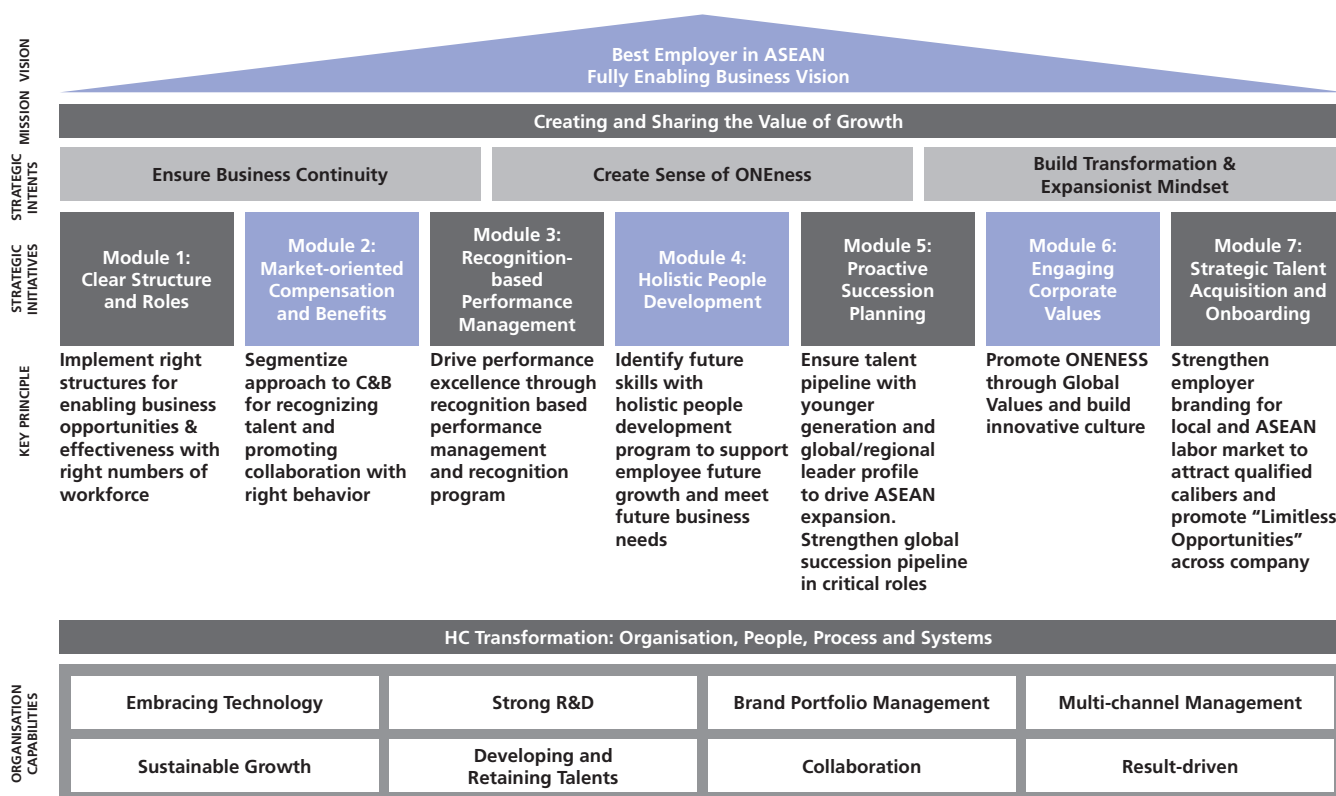 VISION
Best Employer in ASEAN
Fully Enabling Business Vision
MISSION
Creating and Sharing the Value of Growth
STRATEGIC
INTENTS
Ensure Business Continuity
Create Sense of ONEness
Build Transformation &
Expansionist Mindset
STRATEGIC
INITIATIVES
Module 1:
Clear Structure
and Roles
Module 2:
Market-oriented
Compensation
and Benefits
Module 3:
Recognition-
based
Performance
Management
Module 4:
Holistic People
Development
Module 5:
Proactive
Succession
Planning
Module 6:
Engaging
Corporate
Values
Module 7:
Strategic Talent
Acquisition and
Onboarding
KEY PRINCIPLE
Implement right
structures for
enabling business
opportunities &
effectiveness with
right numbers of
workforce
Segmentize
approach to C&B
for recognizing
talent and
promoting
collaboration with
right behavior
Drive performance
excellence through
recognition based
performance
management
and recognition
program
Identify future
skills with
holistic people
development
program to support
employee future
growth and meet
future business
needs
Ensure talent
pipeline with
younger
generation and
global/regional
leader profile
to drive ASEAN
expansion.
Strengthen global
succession pipeline
in critical roles
Promote ONENESS
through Global
Values and build
innovative culture
Strengthen
employer
branding for
local and ASEAN
labor market to
attract qualified
calibers and
promote “Limitless
Opportunities”
across company
HC Transformation: Organisation, People, Process and Systems
ORGANISATION
CAPABILITIES
Embracing Technology
Strong R&D
Brand Portfolio Management
Multi-channel Management
Sustainable Growth
Developing and
Retaining Talents
Collaboration
Result-driven